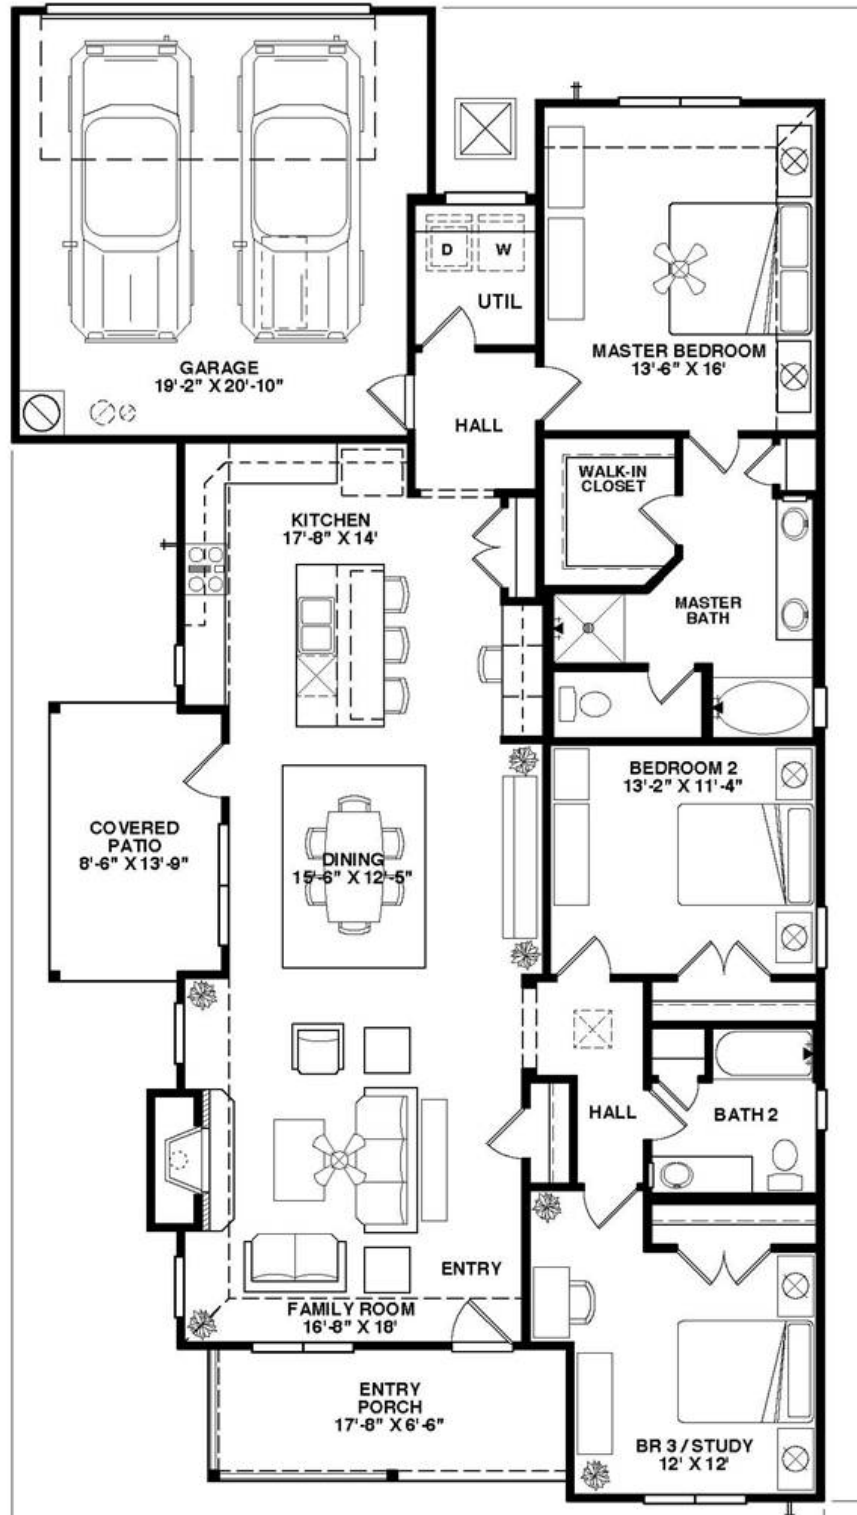 D
W
UTIL
GARAGE
19'-2" X 20'-10"
MASTER BEDROOM
13'-6" X 16'
HALL
WALK-IN
CLOSET
KITCHEN
17'-8" X 14'
MASTER
BATH
BEDROOM 2
13'-2" X 11'-4"
COVERED
PATIO
8'-6" X 13'-9"
DINING
15'-6" X 12'-5"
HALL
BATH 2
ENTRY
FAMILY ROOM
16'-8" X 18'
ENTRY
PORCH
17'-8" X 6'-6"
BR 3 / STUDY
12' X 12'